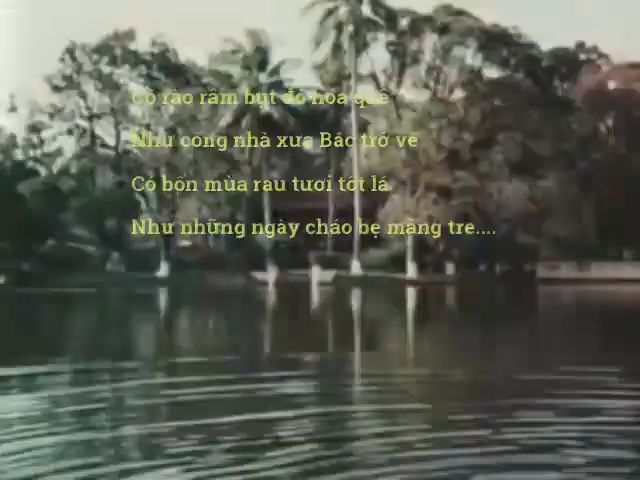 Có rào râm bụt đỏ hoa quê
Như cổng nhà xưa Bác trở về
Có bốn mùa rau tươi tốt lá
Như những ngày cháo bẹ măng tre....